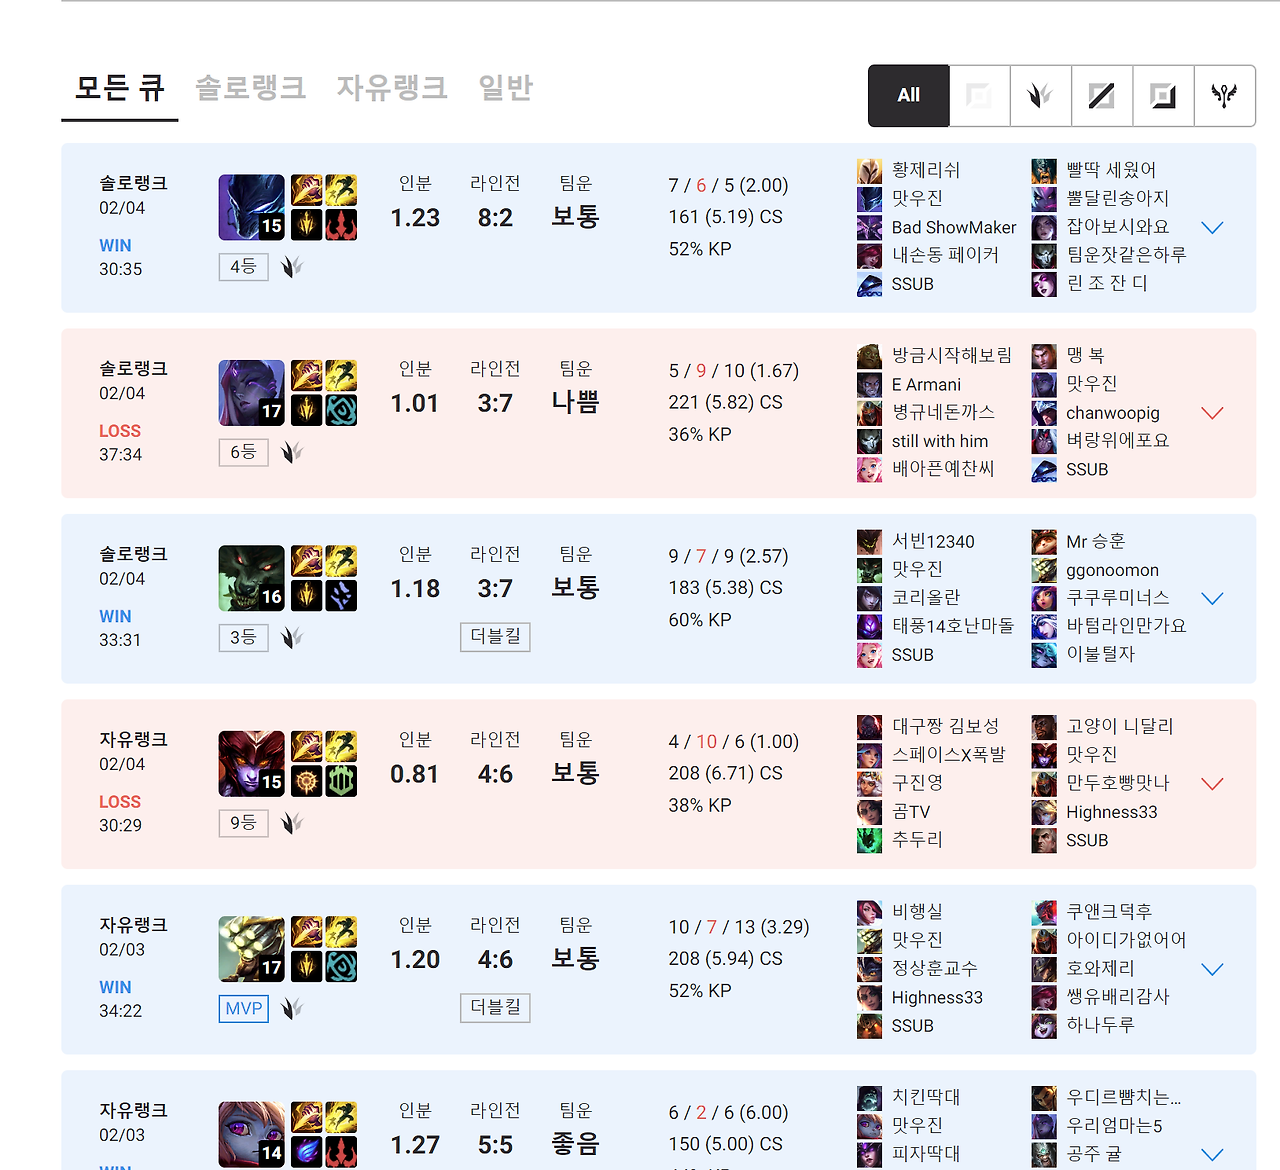 모든 큐 솔로랭크 자유랭크 일반
All
솔로랭크
02/04
WIN
30:35
15
4등
인분
1.23
라인전
8:2
팀운
보통
7 / 6 / 5 (2.00)
161 (5.19) CS
52% KP
황제리쉬
맛우진
Bad ShowMaker
내손동 페이커
SSUB
빨딱 세웠어
뿔달린송아지
잡아보시와요
팀운잣같은하루
린 조 잔 디
솔로랭크
02/04
LOSS
37:34
17
6등
인분
1.01
라인전
3:7
팀운
나쁨
5 / 9 / 10 (1.67)
221 (5.82) CS
36% KP
방금시작해보림
E Armani
병규네돈까스
still with him
배아픈예찬씨
맹 복
맛우진
chanwoopig
벼랑위에포요
SSUB
솔로랭크
02/04
WIN
33:31
16
3등
인분
1.18
라인전
3:7
더블킬
팀운
보통
9 / 7 / 9 (2.57)
183 (5.38) CS
60% KP
서빈12340
맛우진
코리올란
태풍14호난마돌
SSUB
Mr 승훈
ggonoomon
쿠쿠루미너스
바텀라인만가요
이불털자
자유랭크
02/04
LOSS
30:29
15
9등
인분
0.81
라인전
4:6
팀운
보통
4 / 10 / 6 (1.00)
208 (6.71) CS
38% KP
대구짱 김보성
스페이스X폭발
구진영
곰TV
추두리
고양이 니달리
맛우진
만두호빵맛나
Highness33
SSUB
자유랭크
02/03
WIN
34:22
17
MVP
인분
1.20
라인전
4:6
더블킬
팀운
보통
10 / 7 / 13 (3.29)
208 (5.94) CS
52% KP
비행실
맛우진
정상훈교수
Highness33
SSUB
쿠앤크덕후
아이디가없어어
호와제리
쌩유배리감사
하나두루
자유랭크
02/03
14
인분
1.27
라인전
5:5
팀운
좋음
6 / 2 / 6 (6.00)
150 (5.00) CS
치킨딱대
맛우진
피자딱대
우디르뺨치는...
우리엄마는5
공주 귤